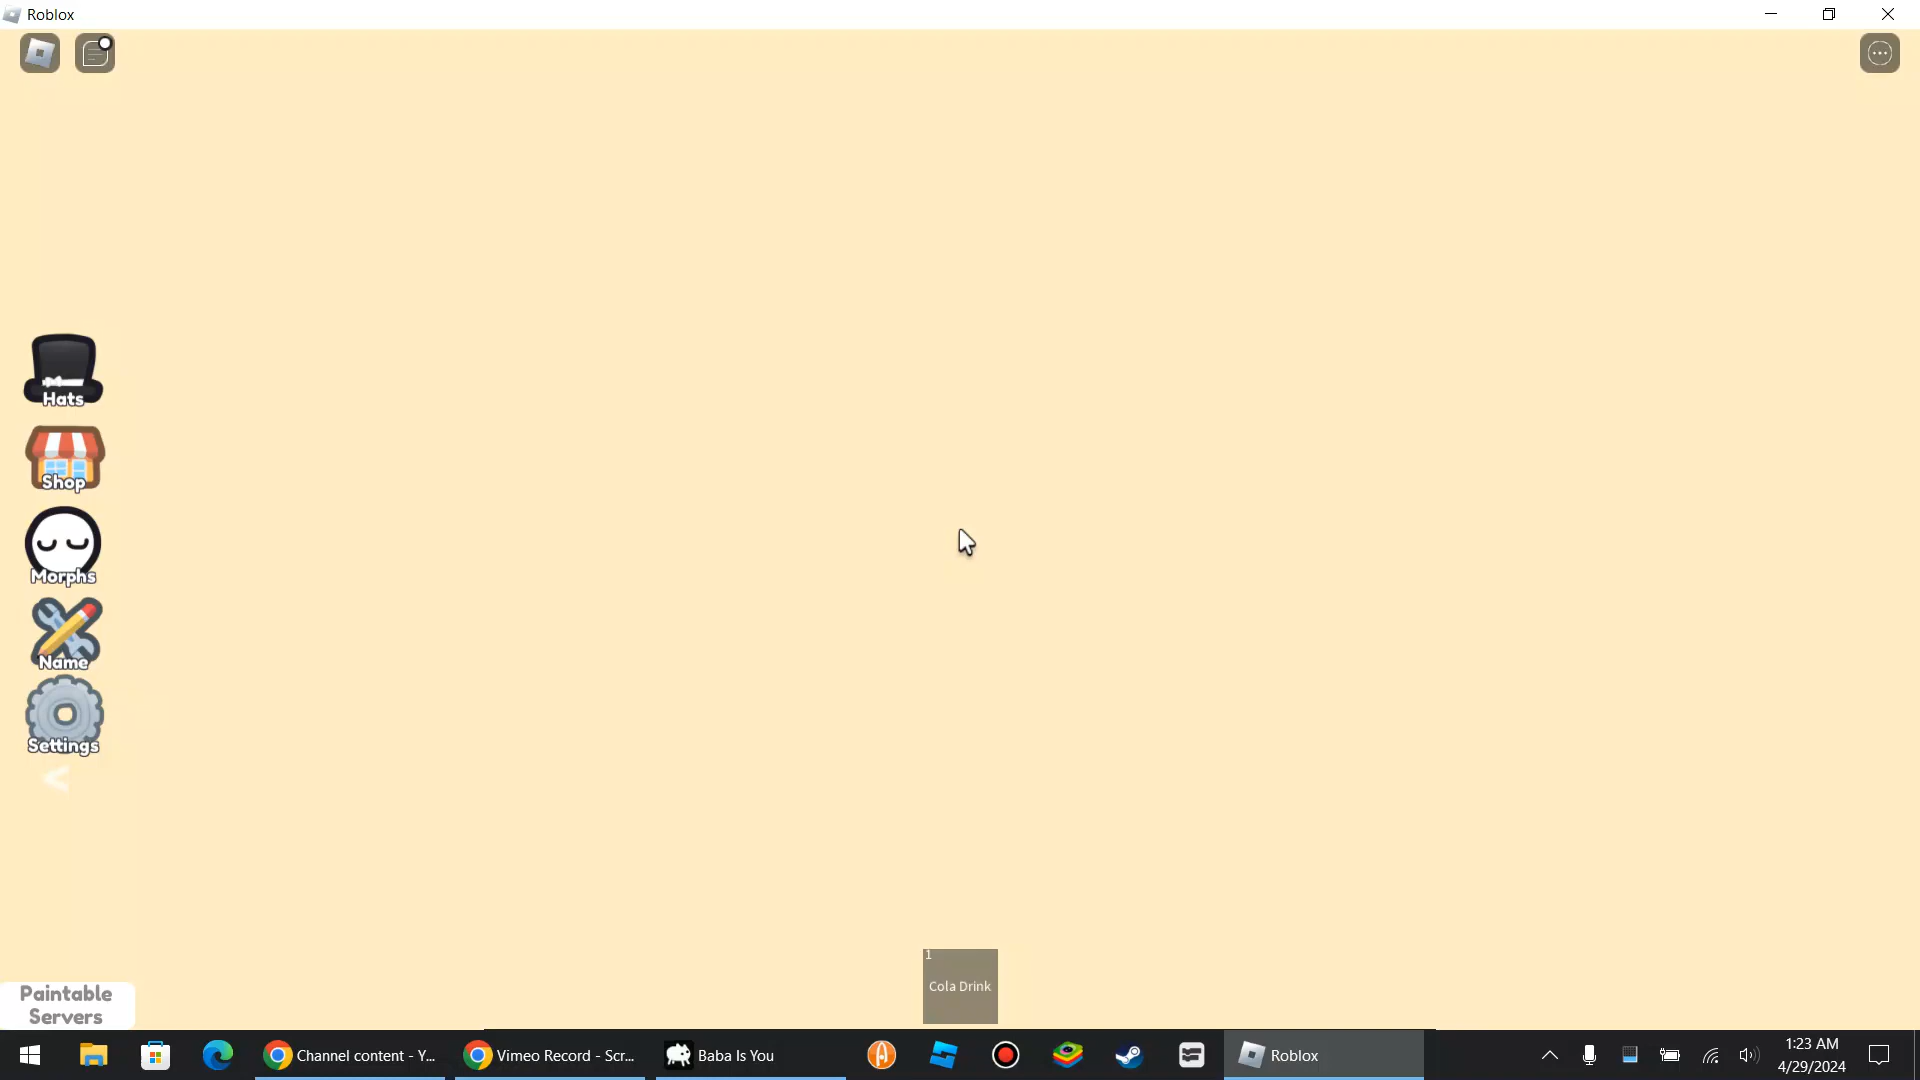 Roblox
Hats
Shop
Morphs
Name
Settings
1
Cola Drink
Paintable
Servers
Channel content - Y...
Vimeo Record - Scr...
Baba Is You
Roblox
1:23 AM
4/29/2024